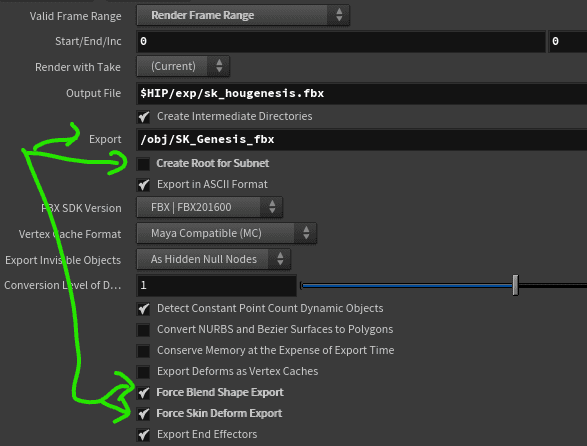 Valid Frame Range Render Frame Range
Start/End/Inc 0 0
Render with Take (Current)
Output File $HIP/exp/sk_hougenesis.fbx
Create Intermediate Directories
Export /obj/SK_Genesis_fbx
Create Root for Subnet
Export in ASCII Format
FBX SDK Version FBX | FBX201600
Vertex Cache Format Maya Compatible (MC)
Export Invisible Objects As Hidden Null Nodes
Conversion Level of D... 1
Detect Constant Point Count Dynamic Objects
Convert NURBS and Bezier Surfaces to Polygons
Conserve Memory at the Expense of Export Time
Export Deforms as Vertex Caches
Force Blend Shape Export
Force Skin Deform Export
Export End Effectors